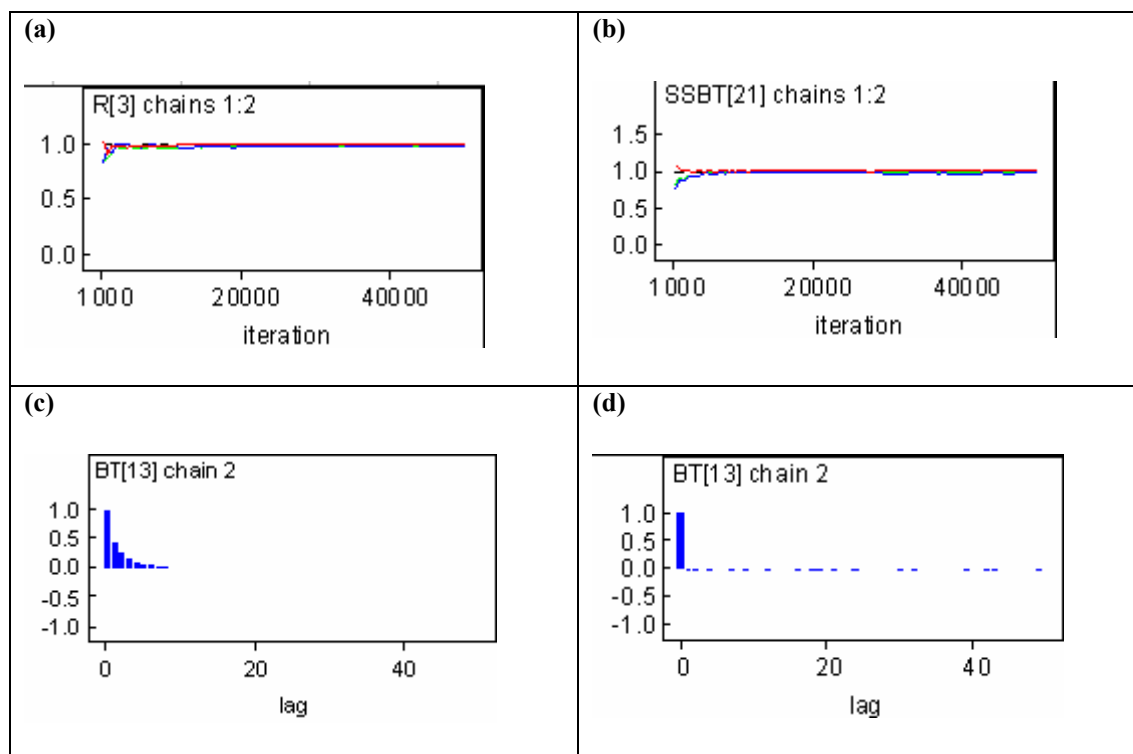 (a)
R[3] chains 1:2
1.0
0.5
0.0
1000 20000 40000
iteration
(b)
SSBT[21] chains 1:2
1.5
1.0
0.5
0.0
1000 20000 40000
iteration
(c)
BT[13] chain 2
1.0
0.5
0.0
-0.5
-1.0
0 20 40
lag
(d)
BT[13] chain 2
1.0
0.5
0.0
-0.5
-1.0
0 20 40
lag